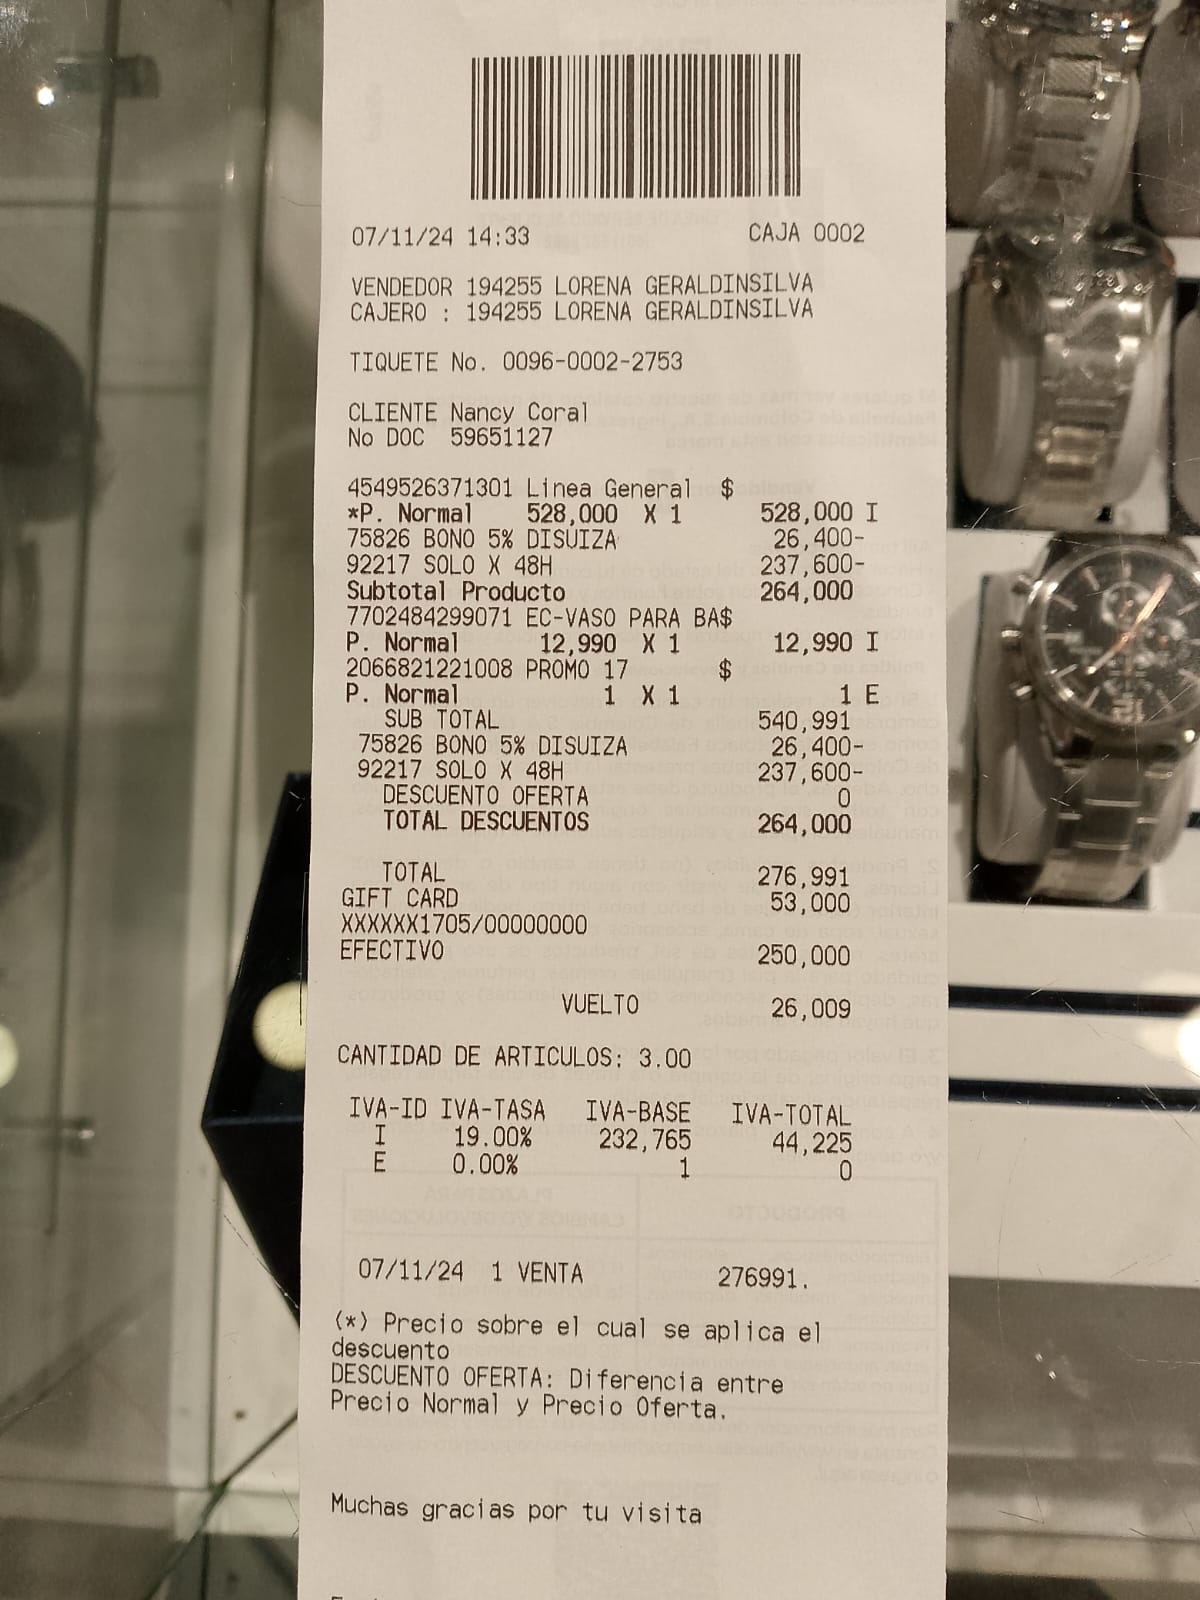 07/11/24 14:33 CAJA 0002
VENDEDOR 194255 LORENA GERALDINSILVA
CAJERO : 194255 LORENA GERALDINSILVA
TIQUETE No. 0096-0002-2753
CLIENTE Nancy Coral
No DOC 59651127
4549526371301 Linea General $
*P. Normal 528,000 X 1 528,000 I
75826 BONO 5% DISUIZA 26,400-
92217 SOLO X 48H 237,600-
Subtotal Producto 264,000
7702484299071 EC-VASO PARA BA$
P. Normal 12,990 X 1 12,990 I
2066821221008 PROMO 17 $
P. Normal 1 X 1 1 E
SUB TOTAL 540,991
75826 BONO 5% DISUIZA 26,400-
92217 SOLO X 48H 237,600-
DESCUENTO OFERTA 0
TOTAL DESCUENTOS 264,000
TOTAL 276,991
GIFT CARD 53,000
XXXXXX1705/00000000
EFECTIVO 250,000
VUELTO 26,009
CANTIDAD DE ARTICULOS: 3.00
IVA-ID IVA-TASA IVA-BASE IVA-TOTAL
I 19.00% 232,765 44,225
E 0.00% 1 0
07/11/24 1 VENTA 276991.
(*) Precio sobre el cual se aplica el
descuento
DESCUENTO OFERTA: Diferencia entre
Precio Normal y Precio Oferta.
Muchas gracias por tu visita